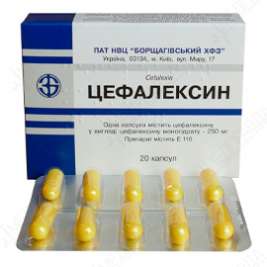 ПАТ НВЦ "БОРЩАГІВСЬКИЙ ХФЗ"
Україна, 03134, м. Київ, вул. Миру, 17
Cefalexin
ЦЕФАЛЕКСИН
Одна капсула містить цефалексину
у вигляді цефалексину моногідрату - 250 мг
Препарат містить Е 110
20 капсул